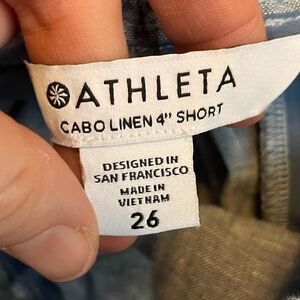 ATHLETA
CABO LINEN 4" SHORT
DESIGNED IN
SAN FRANCISCO
MADE IN
VIETNAM
26